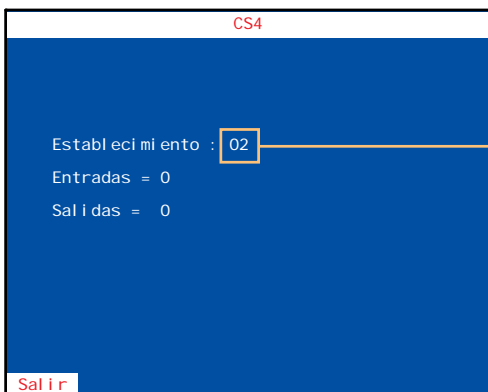 CS4
Establecimiento : 02
Entradas = 0
Salidas = 0
Salir